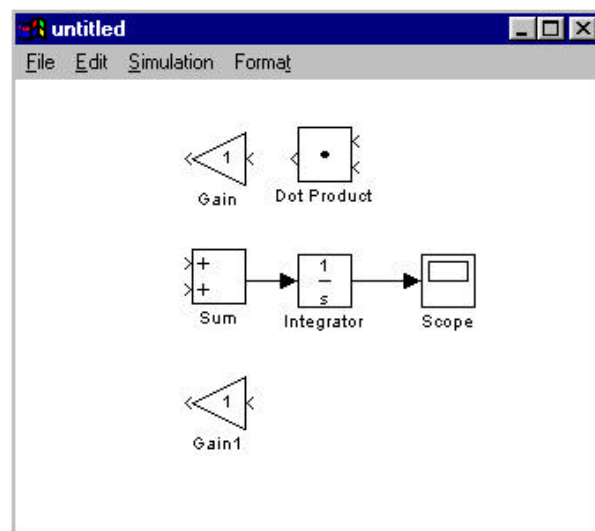 untitled
File Edit Simulation Format
1
Gain
Dot Product
+
+
Sum
1
s
Integrator
Scope
1
Gain1